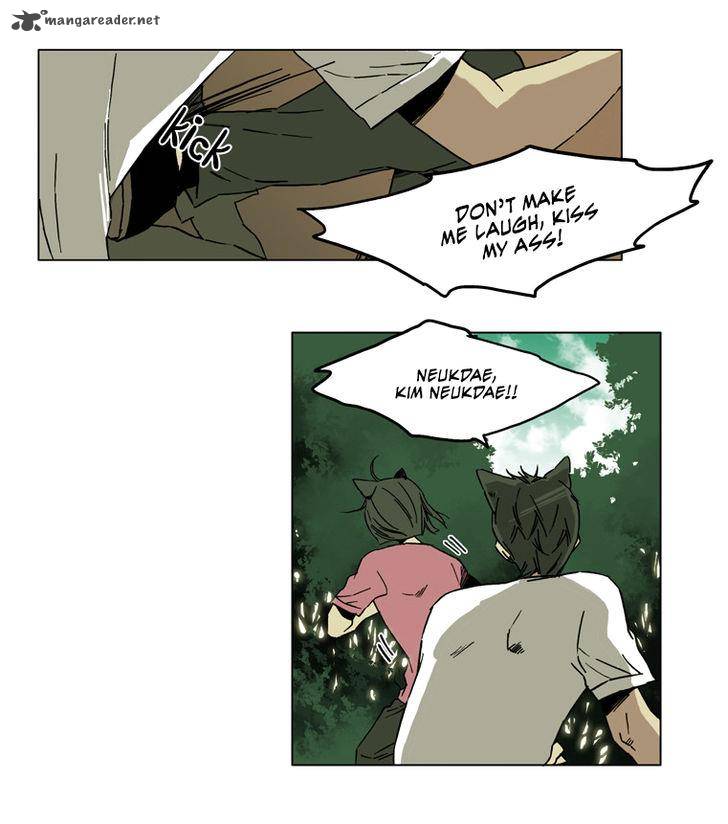 mangareader.net
kick
DON'T MAKE
ME LAUGH, KISS
MY ASS!
NEUKDAE,
KIM NEUKDAE!!